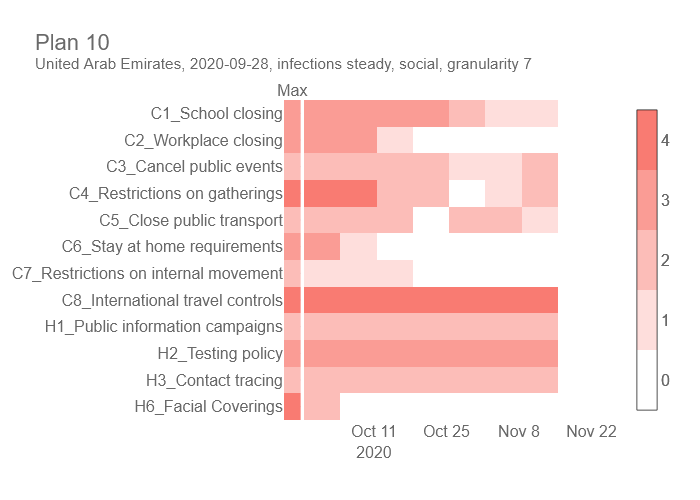 Plan 10
United Arab Emirates, 2020-09-28, infections steady, social, granularity 7
Max
C1_School closing
C2_Workplace closing
C3_Cancel public events
C4_Restrictions on gatherings
C5_Close public transport
C6_Stay at home requirements
C7_Restrictions on internal movement
C8_International travel controls
H1_Public information campaigns
H2_Testing policy
H3_Contact tracing
H6_Facial Coverings
Oct 11 Oct 25 Nov 8 Nov 22
2020
4
3
2
1
0